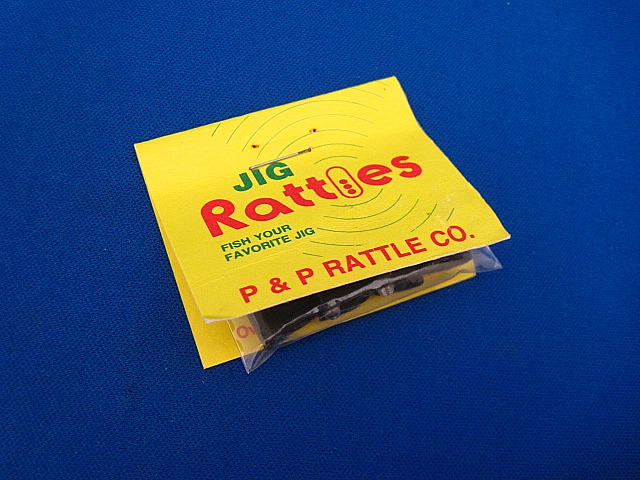 JIG
Rattles
FISH YOUR
FAVORITE JIG
P & P RATTLE CO.